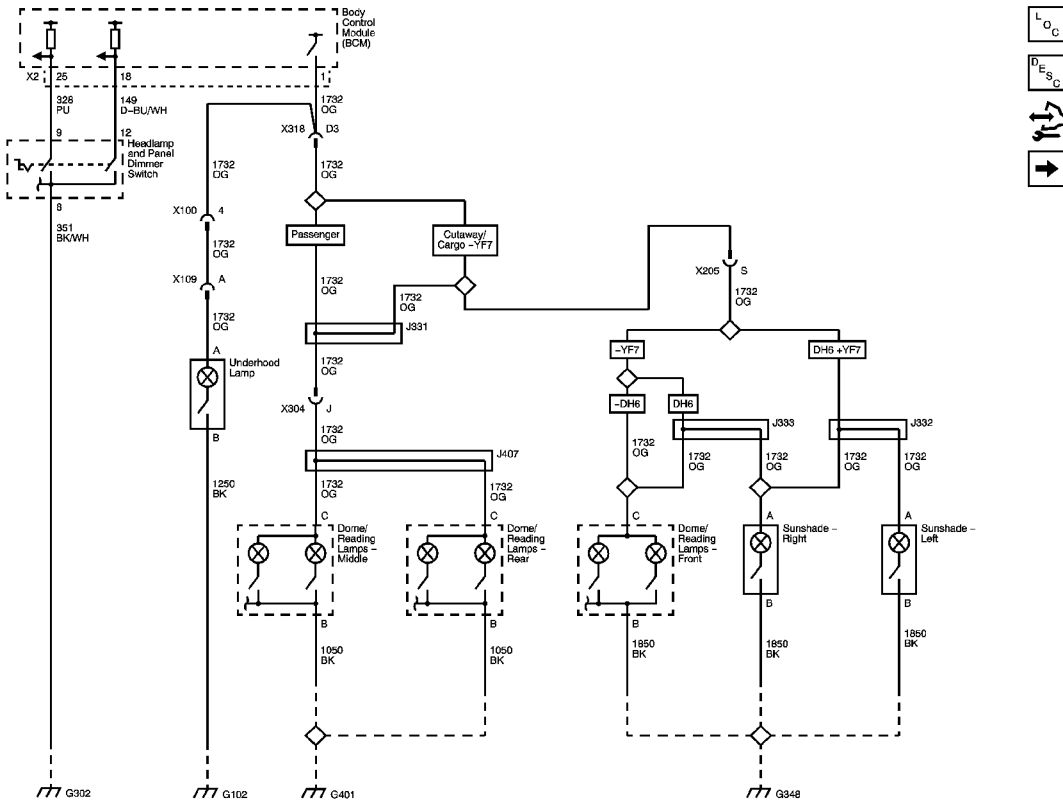 Body
Control
Module
(BCM)
L
O
C
D
E
S
C
X2 25 18 1
328
PU
149
D-BU/WH
1732
OG
9 12
X318 D3
Headlamp
and Panel
Dimmer
Switch
1732
OG
1732
OG
8
351
BK/WH
X100 4
Passenger
Cutaway/
Cargo -YF7
1732
OG
X205 S
X109 A
1732
OG
1732
OG
1732
OG
1732
OG
J331
A
Underhood
Lamp
1732
OG
-YF7
DH6 +YF7
X304 J
-DH6
DH6
B
1732
OG
J333
J332
J407
1732
OG
1732
OG
1732
OG
1732
OG
1732
OG
1250
BK
1732
OG
1732
OG
C
Dome/
Reading
Lamps -
Middle
C
Dome/
Reading
Lamps -
Rear
C
Dome/
Reading
Lamps -
Front
A
Sunshade -
Right
A
Sunshade -
Left
B
B
B
B
B
1050
BK
1050
BK
1850
BK
1850
BK
1850
BK
G302
G102
G401
G348